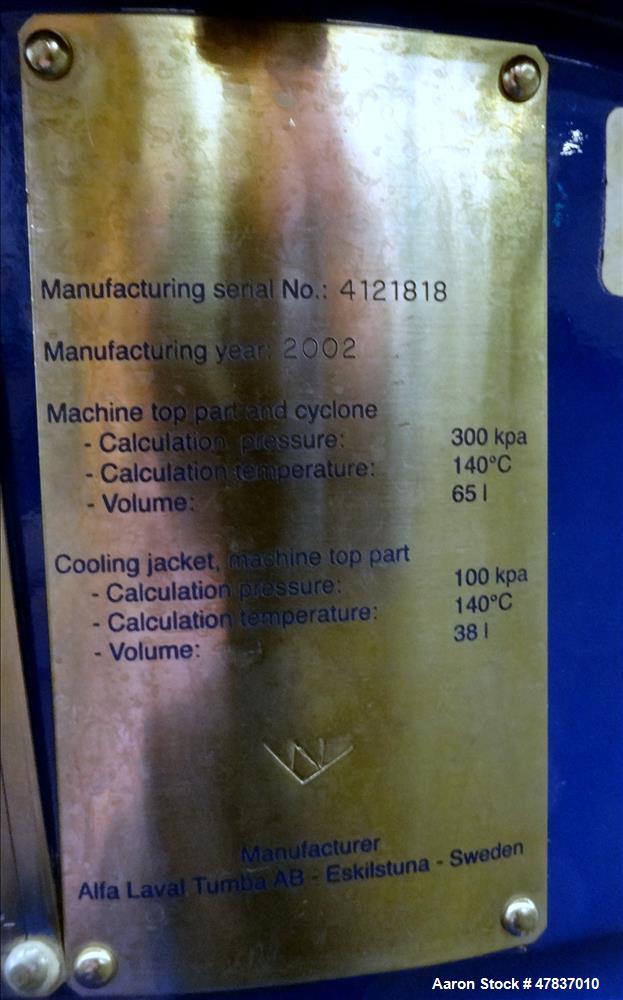 Manufacturing serial No.: 4121818
Manufacturing year: 2002
Machine top part and cyclone
- Calculation pressure: 300 kpa
- Calculation temperature: 140°C
- Volume: 65 l
Cooling jacket, machine top part
- Calculation pressure: 100 kpa
- Calculation temperature: 140°C
- Volume: 38 l
Manufacturer
Alfa Laval Tumba AB - Eskilstuna - Sweden
Aaron Stock # 47837010